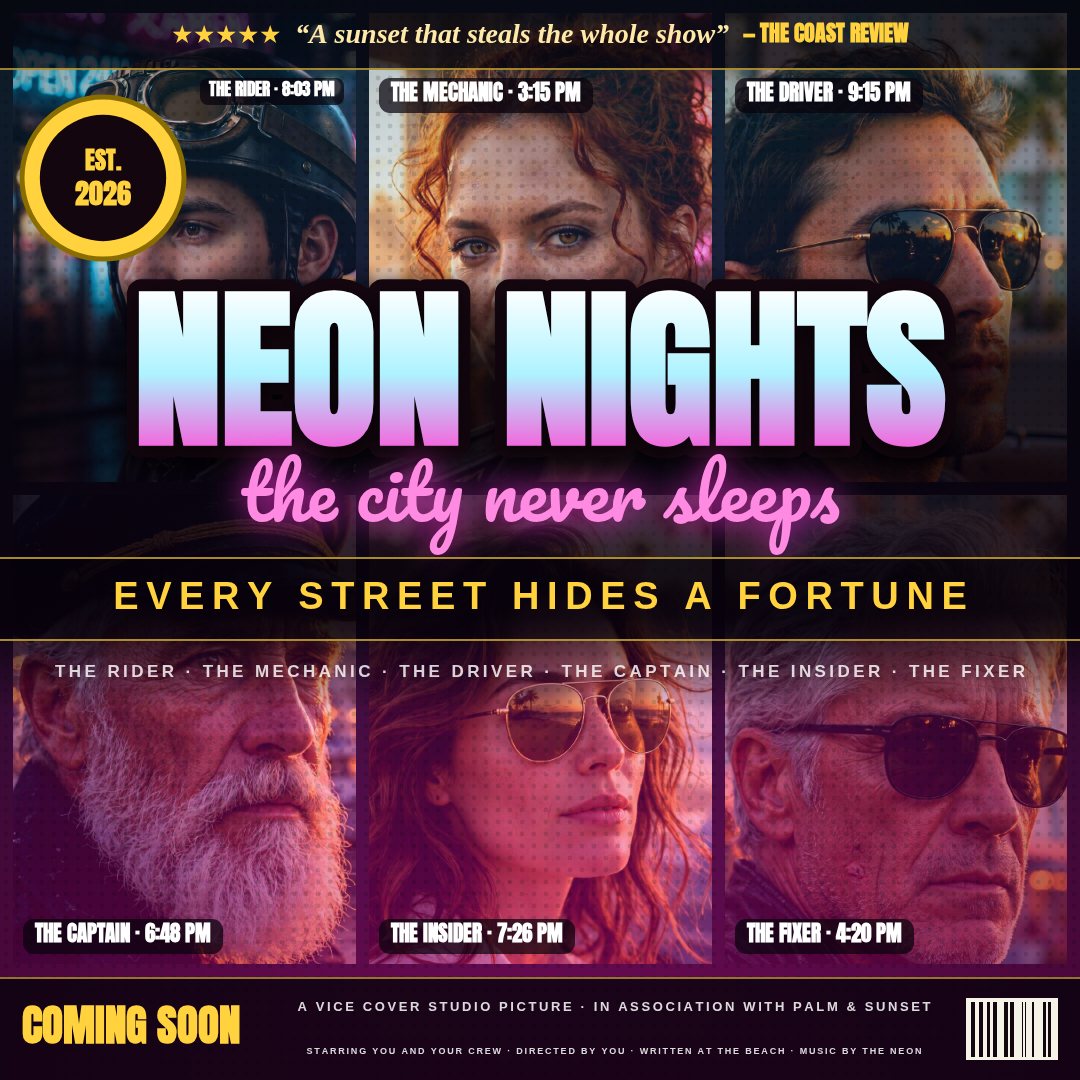 ★★★★★ “A sunset that steals the whole show” – THE COAST REVIEW
THE RIDER · 8:03 PM
THE MECHANIC · 3:15 PM
THE DRIVER · 9:15 PM
EST.
2026
NEON NIGHTS
the city never sleeps
EVERY STREET HIDES A FORTUNE
THE RIDER · THE MECHANIC · THE DRIVER · THE CAPTAIN · THE INSIDER · THE FIXER
THE CAPTAIN · 6:48 PM
THE INSIDER · 7:26 PM
THE FIXER · 4:20 PM
COMING SOON
A VICE COVER STUDIO PICTURE · IN ASSOCIATION WITH PALM & SUNSET
STARRING YOU AND YOUR CREW · DIRECTED BY YOU · WRITTEN AT THE BEACH · MUSIC BY THE NEON